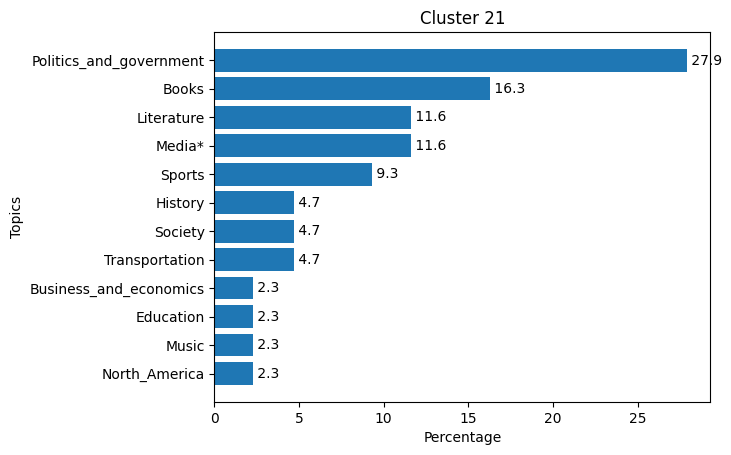 Cluster 21
Topics
Politics_and_government 27.9
Books 16.3
Literature 11.6
Media* 11.6
Sports 9.3
History 4.7
Society 4.7
Transportation 4.7
Business_and_economics 2.3
Education 2.3
Music 2.3
North_America 2.3
0 5 10 15 20 25
Percentage